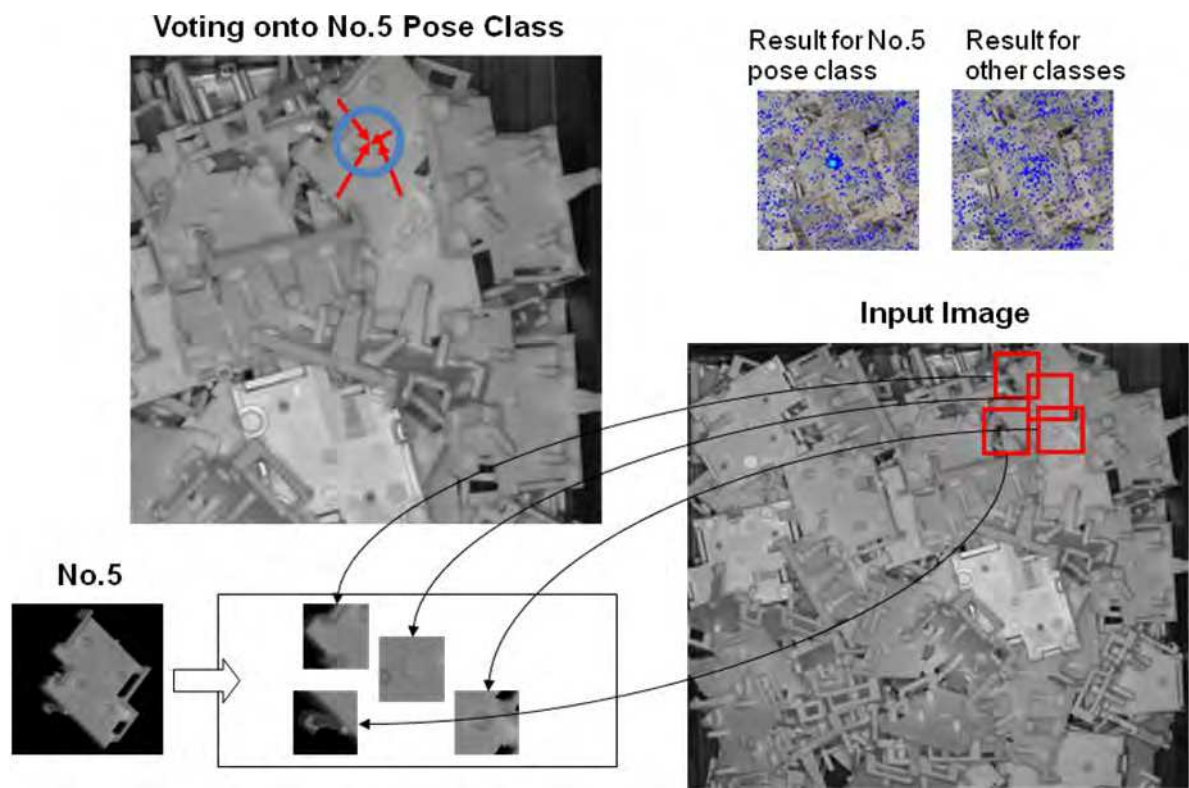 Voting onto No.5 Pose Class
Result for No.5
pose class
Result for
other classes
Input Image
No.5